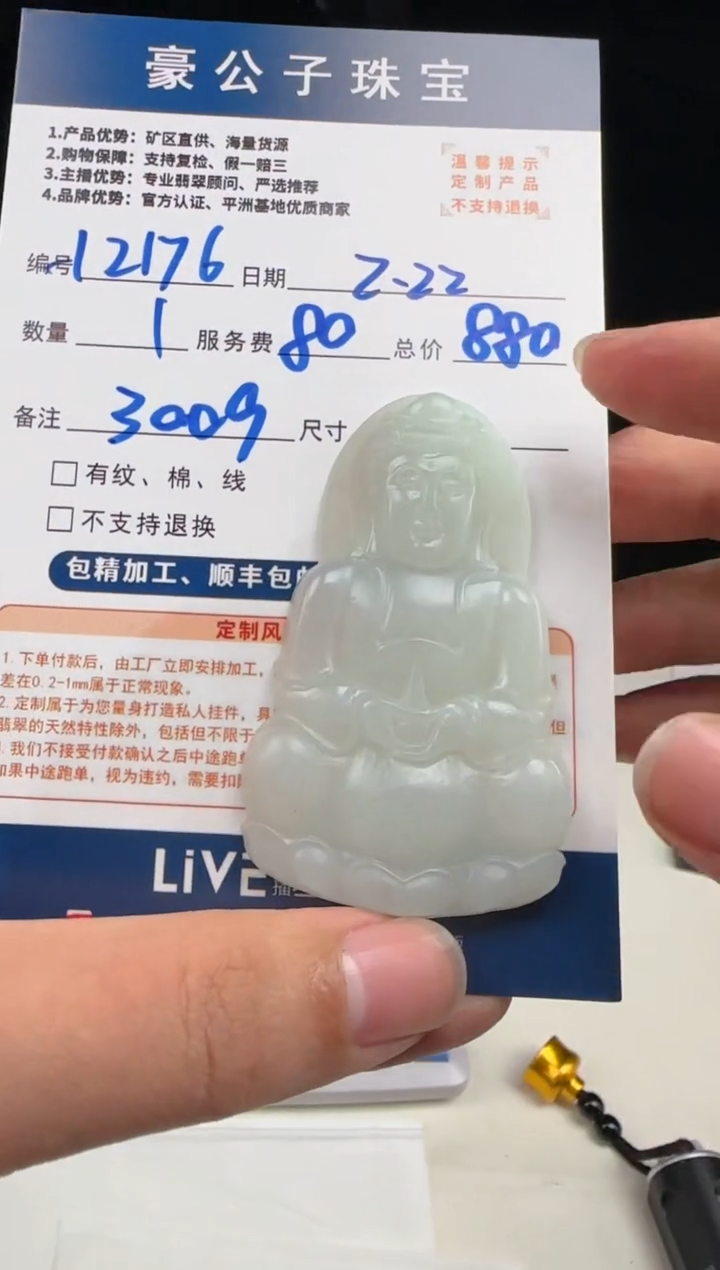 豪公子珠宝
1.产品优势：矿区直供、海量货源
2.购物保障：支持复检、假一赔三
3.主播优势：专业翡翠顾问、严选推荐
4.品牌优势：官方认证、平洲基地优质商家
温馨提示
定制产品
不支持退换
编号 12176 日期 2.22
数量 1 服务费 80 总价 880
备注 3009 尺寸
□有纹、棉、线
□不支持退换
包精加工、顺丰包邮
定制风
1.下单付款后，由工厂立即安排加工，
差在0.2-1mm属于正常现象。
2.定制属于为您量身打造私人挂件，具
翡翠的天然特性除外，包括但不限于
但
我们不接受付款确认之后中途跑单
如果中途跑单，视为违约，需要扣
LiVE